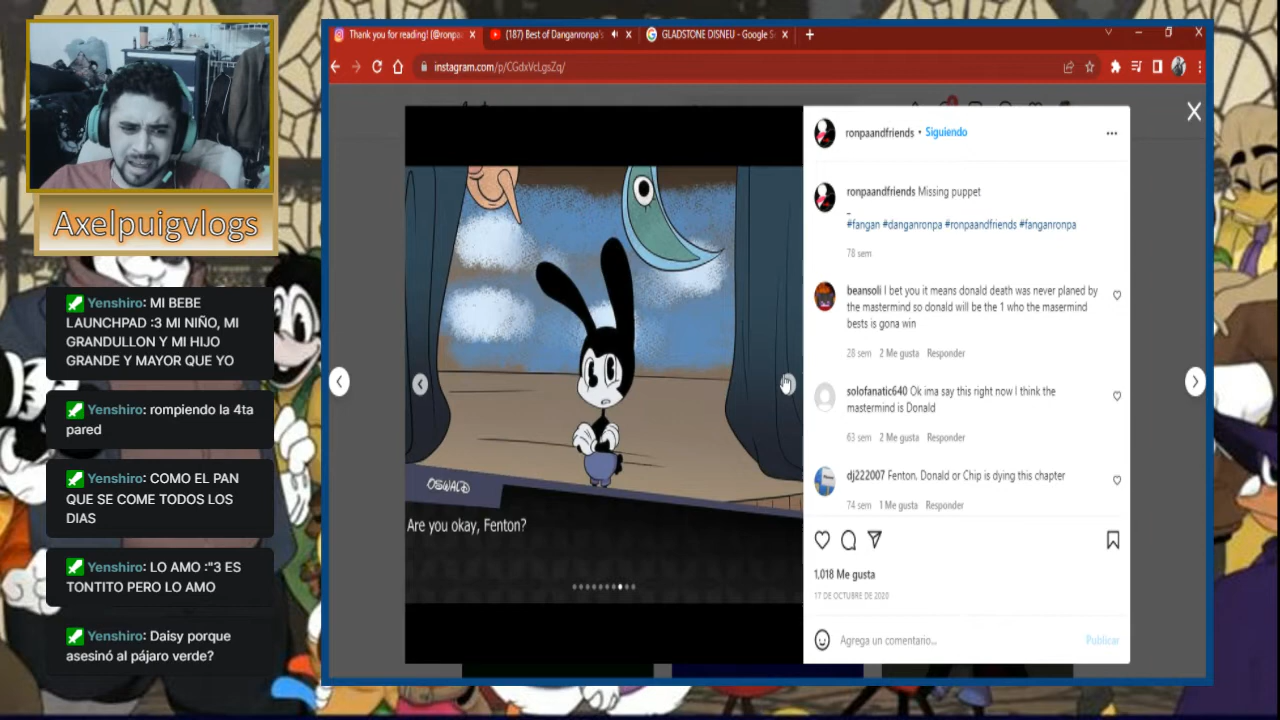 Axelpuigvlogs
Yenshiro: MI BEBE
LAUNCHPAD :3 MI NIÑO, MI
GRANDULLON Y MI HIJO
GRANDE Y MAYOR QUE YO
Yenshiro: rompiendo la 4ta
pared
Yenshiro: COMO EL PAN
QUE SE COME TODOS LOS
DIAS
Yenshiro: LO AMO :"3 ES
TONTITO PERO LO AMO
Yenshiro: Daisy porque
asesinó al pájaro verde?
Thank you for reading! (@ronpa
(187) Best of Danganronpa's
GLADSTONE DISNEU - Google S
instagram.com/p/CGdxVcLgsZq/
OSWALD
Are you okay, Fenton?
ronpaandfriends • Siguiendo
ronpaandfriends Missing puppet
_
#fangan #danganronpa #ronpaandfriends #fanganronpa
78 sem
beansoli I bet you it means donald death was never planed by
the mastermind so donald will be the 1 who the masermind
bests is gona win
28 sem 2 Me gusta Responder
solofanatic640 Ok ima say this right now I think the
mastermind is Donald
63 sem 2 Me gusta Responder
dj222007 Fenton. Donald or Chip is dying this chapter
74 sem 1 Me gusta Responder
1,018 Me gusta
17 DE OCTUBRE DE 2020
Agrega un comentario...
Publicar